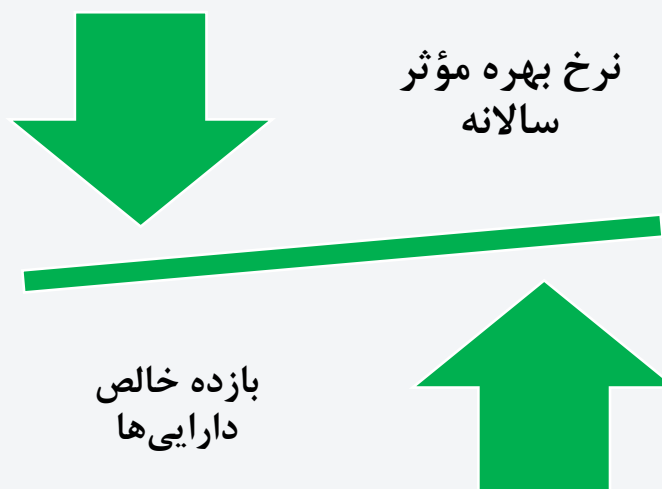 نرخ بهره مؤثر
سالانه
بازده خالص
دارایی‌ها